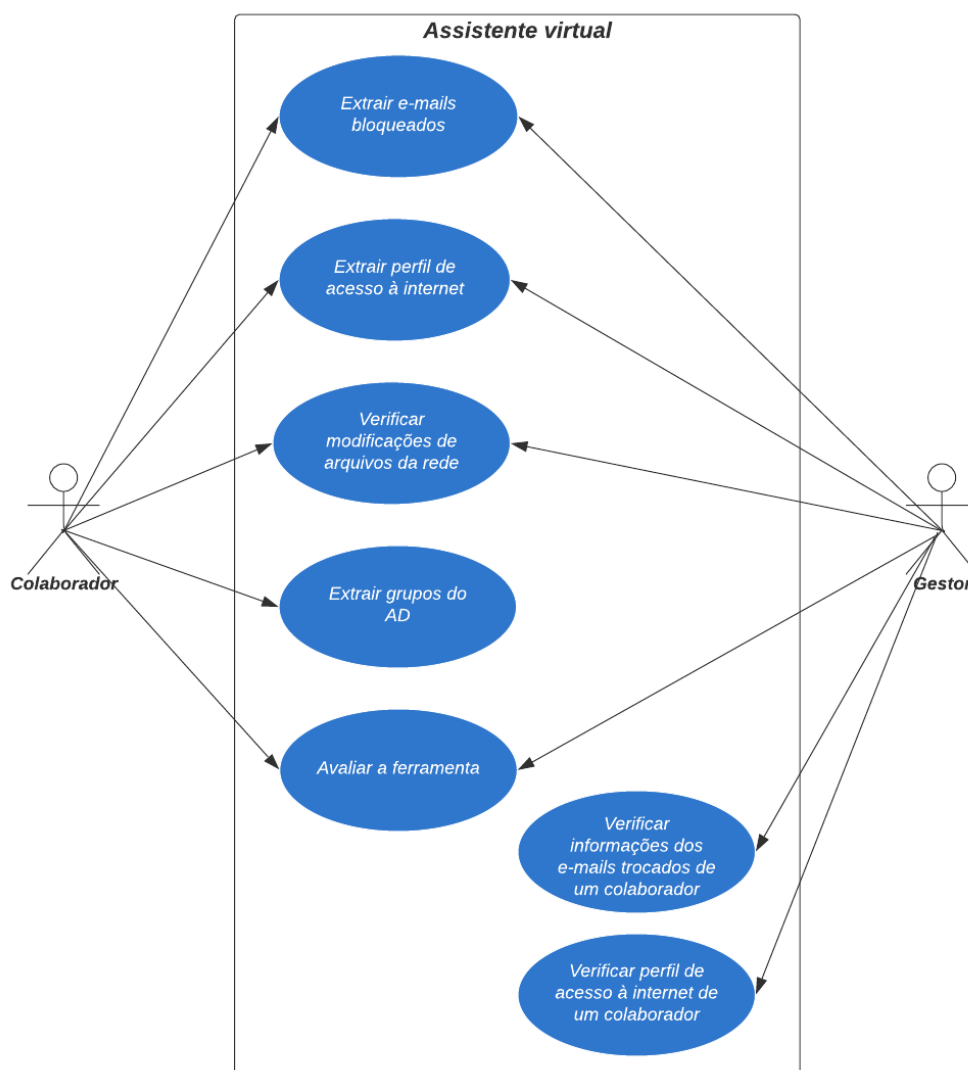 Assistente virtual
Extrair e-mails
bloqueados
Extrair perfil de
acesso à internet
Verificar
modificações de
arquivos da rede
Colaborador
Gestor
Extrair grupos do
AD
Avaliar a ferramenta
Verificar
informações dos
e-mails trocados de
um colaborador
Verificar perfil de
acesso à internet de
um colaborador